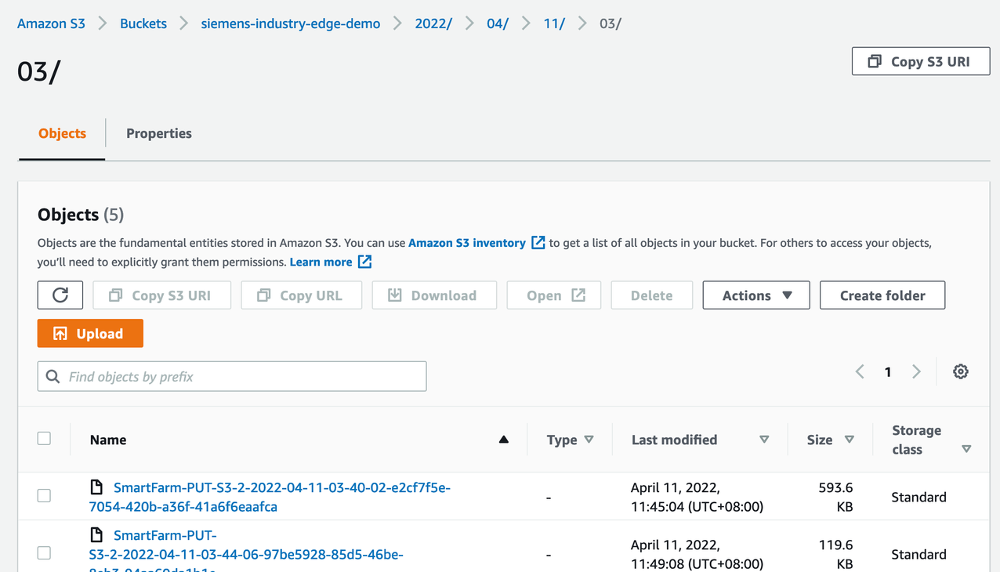 Amazon S3 > Buckets > siemens-industry-edge-demo > 2022/ > 04/ > 11/ > 03/
03/
Copy S3 URI
Objects
Properties
Objects (5)
Objects are the fundamental entities stored in Amazon S3. You can use Amazon S3 inventory to get a list of all objects in your bucket. For others to access your objects,
you'll need to explicitly grant them permissions. Learn more
Copy S3 URI Copy URL Download Open Delete Actions Create folder
Upload
Find objects by prefix
1
Name Type Last modified Size Storage
class
SmartFarm-PUT-S3-2-2022-04-11-03-40-02-e2cf7f5e-
7054-420b-a36f-41a6f6eaafca
-
April 11, 2022,
11:45:04 (UTC+08:00)
593.6
KB
Standard
SmartFarm-PUT-
S3-2-2022-04-11-03-44-06-97be5928-85d5-46be-
-
April 11, 2022,
11:49:08 (UTC+08:00)
119.6
KB
Standard